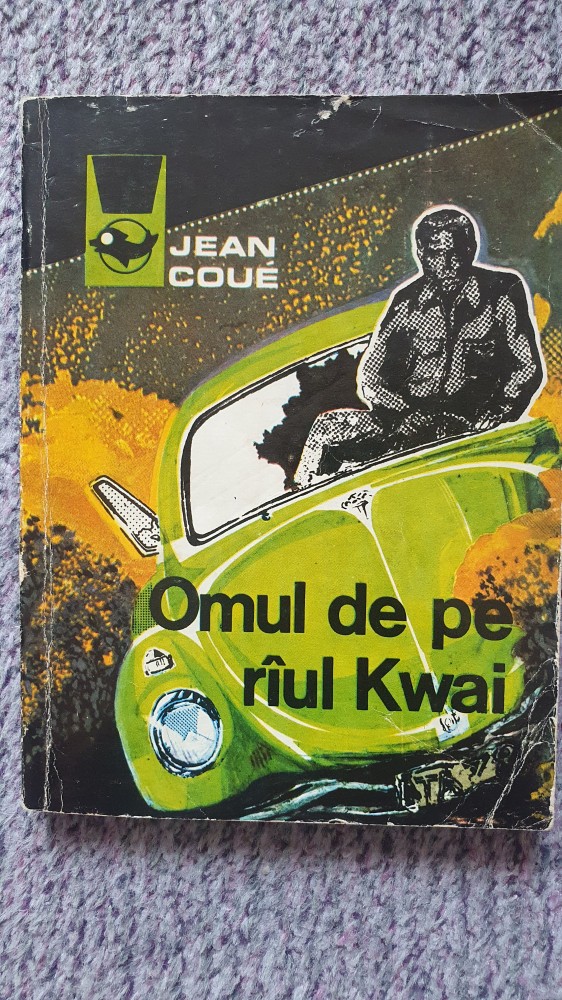 JEAN
COUÉ
Omul de pe
rîul Kwai